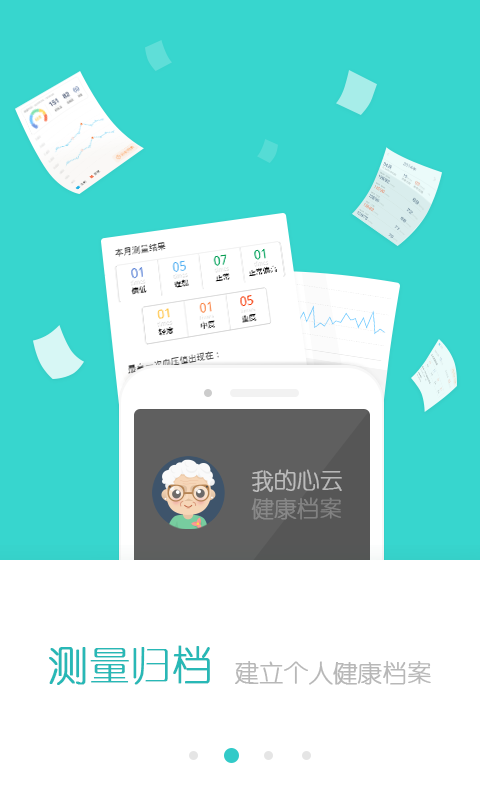 151 82
本月测量结果
01 05 07 01
偏低 理想 正常 正常偏高
01 01 05
轻度 中度 重度
最高一次血压值出现在：
我的心云
健康档案
测量归档 建立个人健康档案